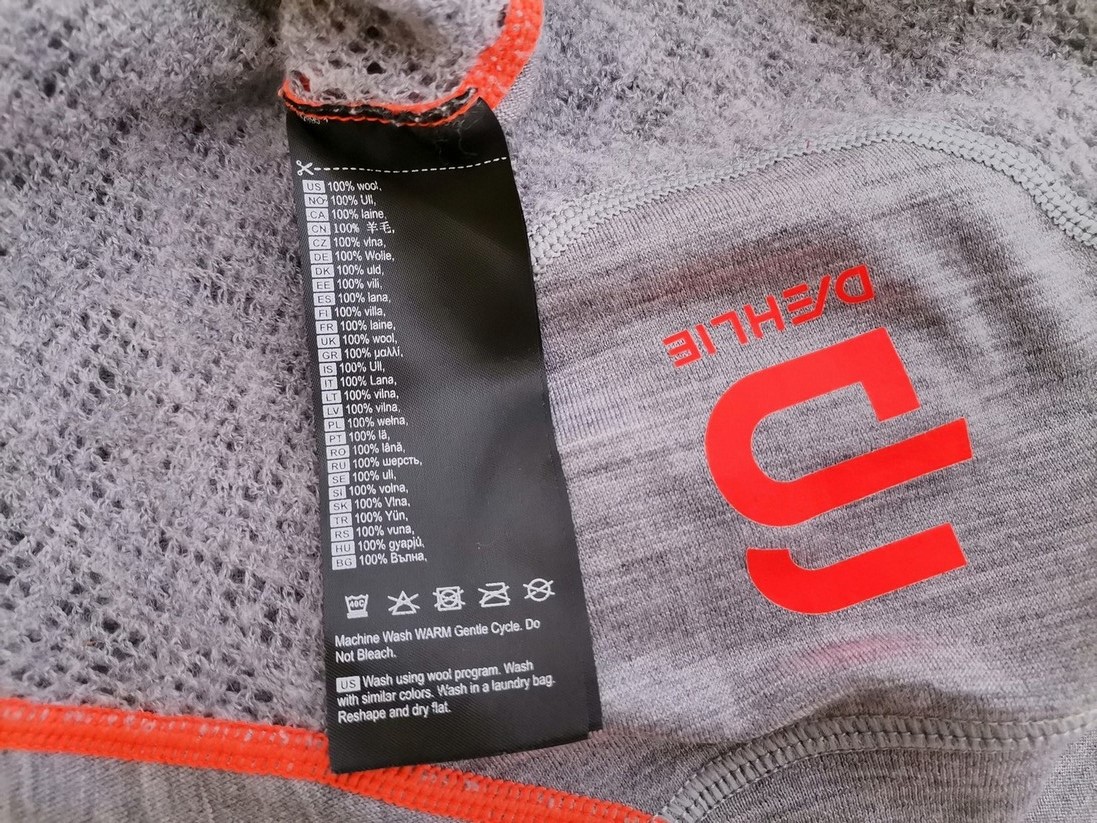 US 100% wool,
NO 100% Ull,
CA 100% laine,
CN 100% 羊毛,
CZ 100% vlna,
DE 100% Wolle,
DK 100% uld,
EE 100% vili,
ES 100% lana,
FI 100% villa,
FR 100% laine,
UK 100% wool,
GR 100% μαλλί,
IS 100% Ull,
IT 100% Lana,
LT 100% vilna,
LV 100% vilna,
PL 100% wełna,
PT 100% lã,
RO 100% lână,
RU 100% шерсть,
SE 100% ull,
SI 100% volna,
SK 100% Vlna,
TR 100% Yün,
RS 100% vuna,
HU 100% gyapjú,
BG 100% Вълна,
40C
Machine Wash WARM Gentle Cycle. Do
Not Bleach.
US Wash using wool program. Wash
with similar colors. Wash in a laundry bag.
Reshape and dry flat.
DÆHLIE